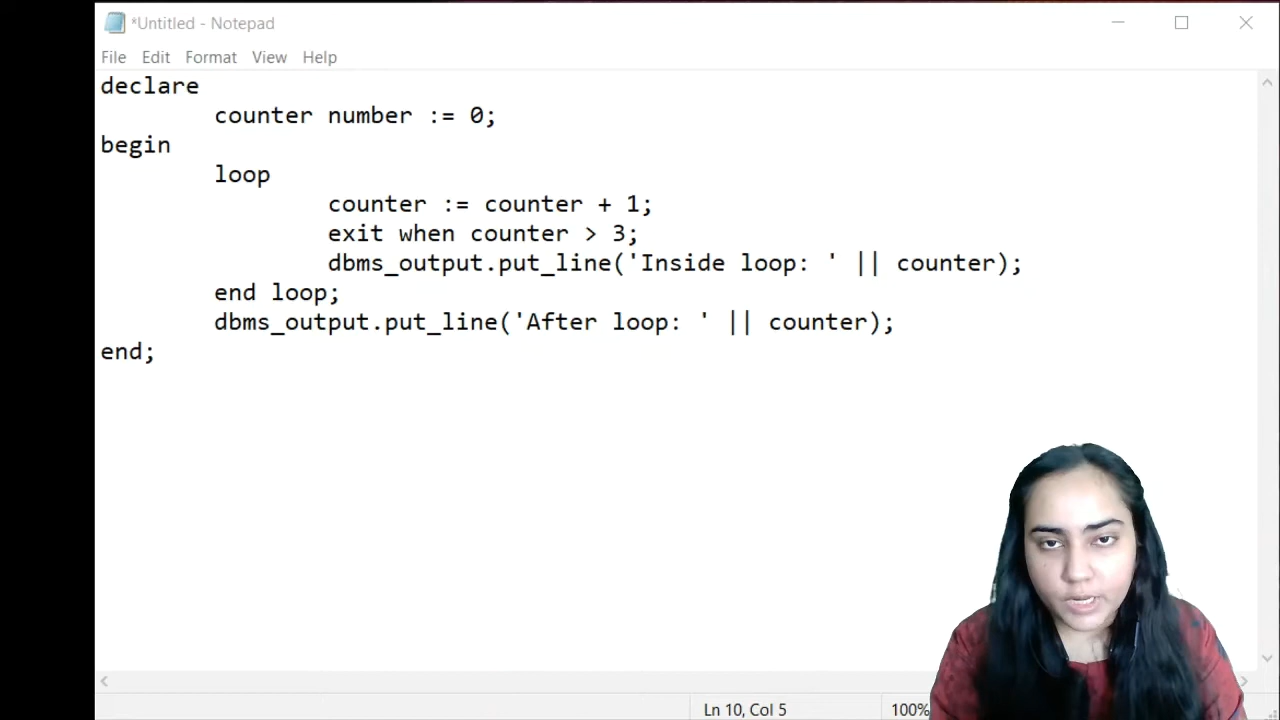 *Untitled - Notepad
File Edit Format View Help
declare
counter number := 0;
begin
loop
counter := counter + 1;
exit when counter > 3;
dbms_output.put_line('Inside loop: ' || counter);
end loop;
dbms_output.put_line('After loop: ' || counter);
end;
Ln 10, Col 5 100%